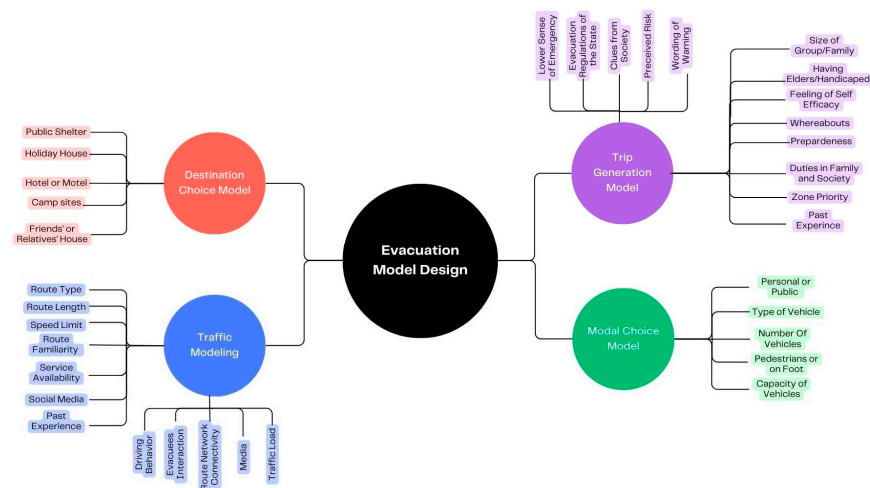 Evacuation
Model Design
Destination
Choice Model
Public Shelter
Holiday House
Hotel or Motel
Camp sites
Friends' or
Relatives' House
Traffic
Modeling
Route Type
Route Length
Speed Limit
Route
Familiarity
Service
Availability
Social Media
Past
Experience
Driving
Behavior
Evacuees
Interaction
Route Network
Connectivity
Media
Traffic Load
Trip
Generation
Model
Lower Sense
of Emergency
Evacuation
Regulations of
the State
Clues from
Society
Preceived Risk
Wording of
Warning
Size of
Group/Family
Having
Elders/Handicaped
Feeling of Self
Efficacy
Whereabouts
Prepardeness
Duties in Family
and Society
Zone Priority
Past
Experince
Modal Choice
Model
Personal or
Public
Type of Vehicle
Number Of
Vehicles
Pedestrians or
on Foot
Capacity of
Vehicles